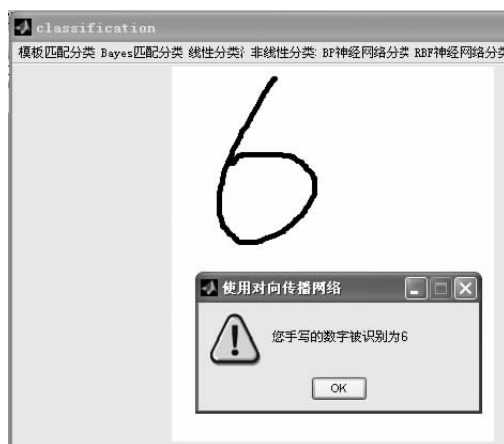 classification
模板匹配分类 Bayes匹配分类 线性分类 非线性分类 BP神经网络分类 RBF神经网络分
6
使用对向传播网络
您手写的数字被识别为6
OK